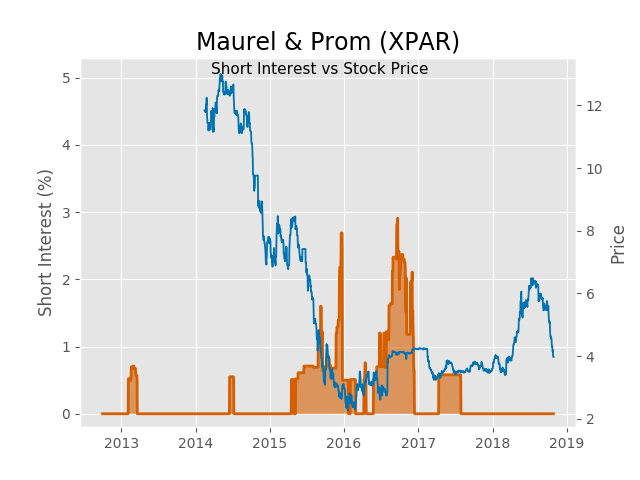 Maurel & Prom (XPAR)
Short Interest vs Stock Price
Short Interest (%)
5
4
3
2
1
0
12
10
8
6
4
2
Price
2013 2014 2015 2016 2017 2018 2019